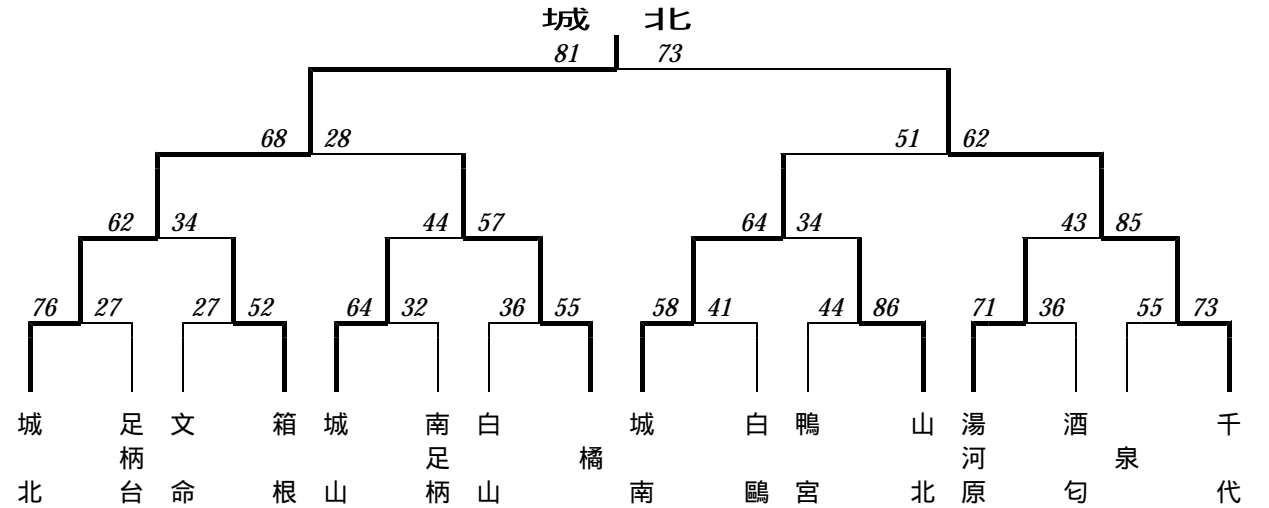 城北
81 73
68 28 51 62
62 34 44 57 64 34 43 85
76 27 27 52 64 32 36 55 58 41 44 86 71 36 55 73
城北
足柄台
文命
箱根
城山
南足柄
白山
橘
城南
白鷗
鴨宮
山北
湯河原
酒匂
泉
千代